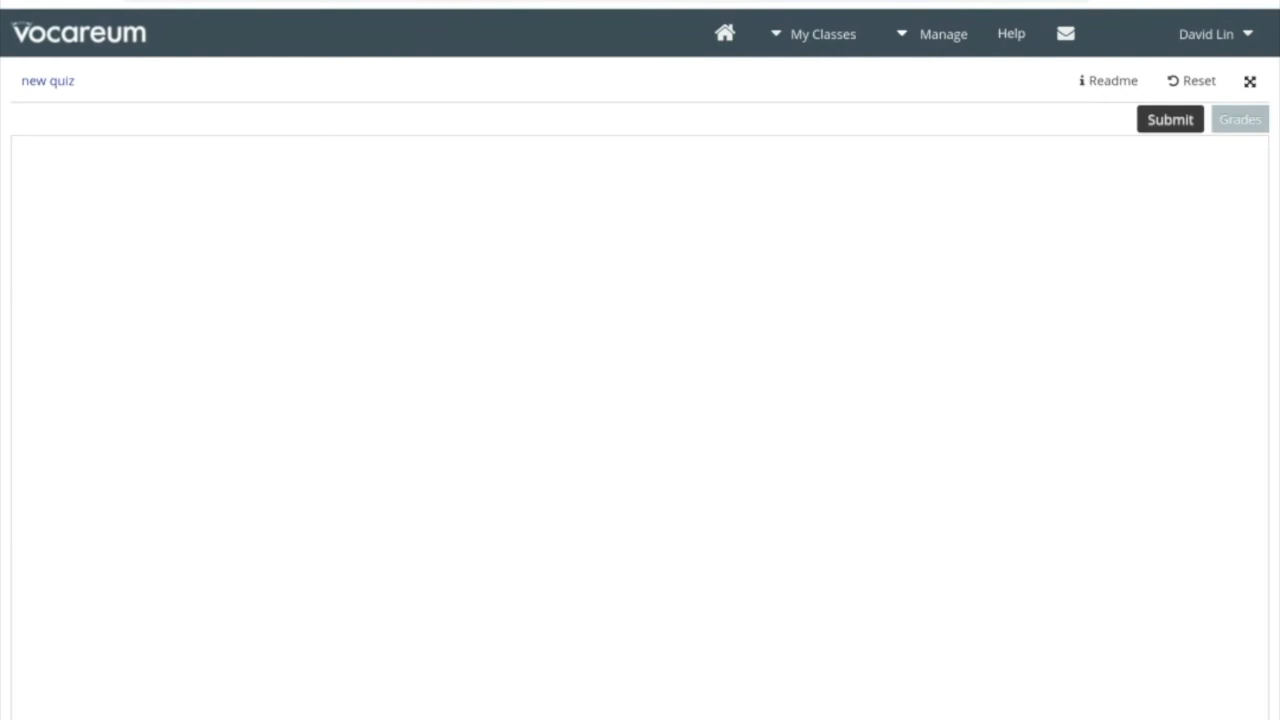 Vocareum
My Classes
Manage
Help
David Lin
new quiz
Readme
Reset
Submit
Grades